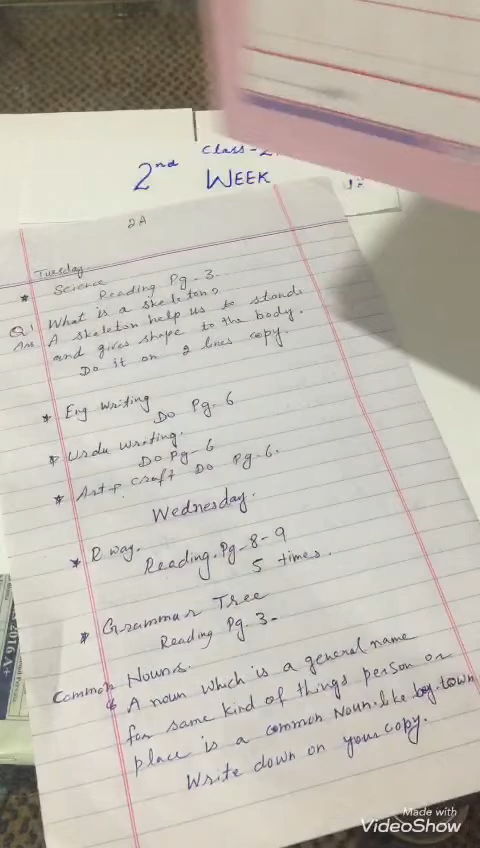 Class-2
2nd WEEK
2A
Tuesday
* Science
Reading Pg. 3.
Q1 What is a skeleton?
Ans A skeleton help us to stand
and gives shape to the body.
Do it on 2 lines copy.
* Eng Writing
Do Pg. 6
* Urdu Writing.
Do Pg- 6
* Art & Craft Do Pg. 6.
Wednesday.
* R. way.
Reading. Pg-8-9
5 times.
* Grammar Tree
Reading Pg 3-
Common Nouns.
A noun which is a general name
for same kind of things person or
place is a common Noun. like boy town
Write down on your copy.
2016 A+
Made with
VideoShow